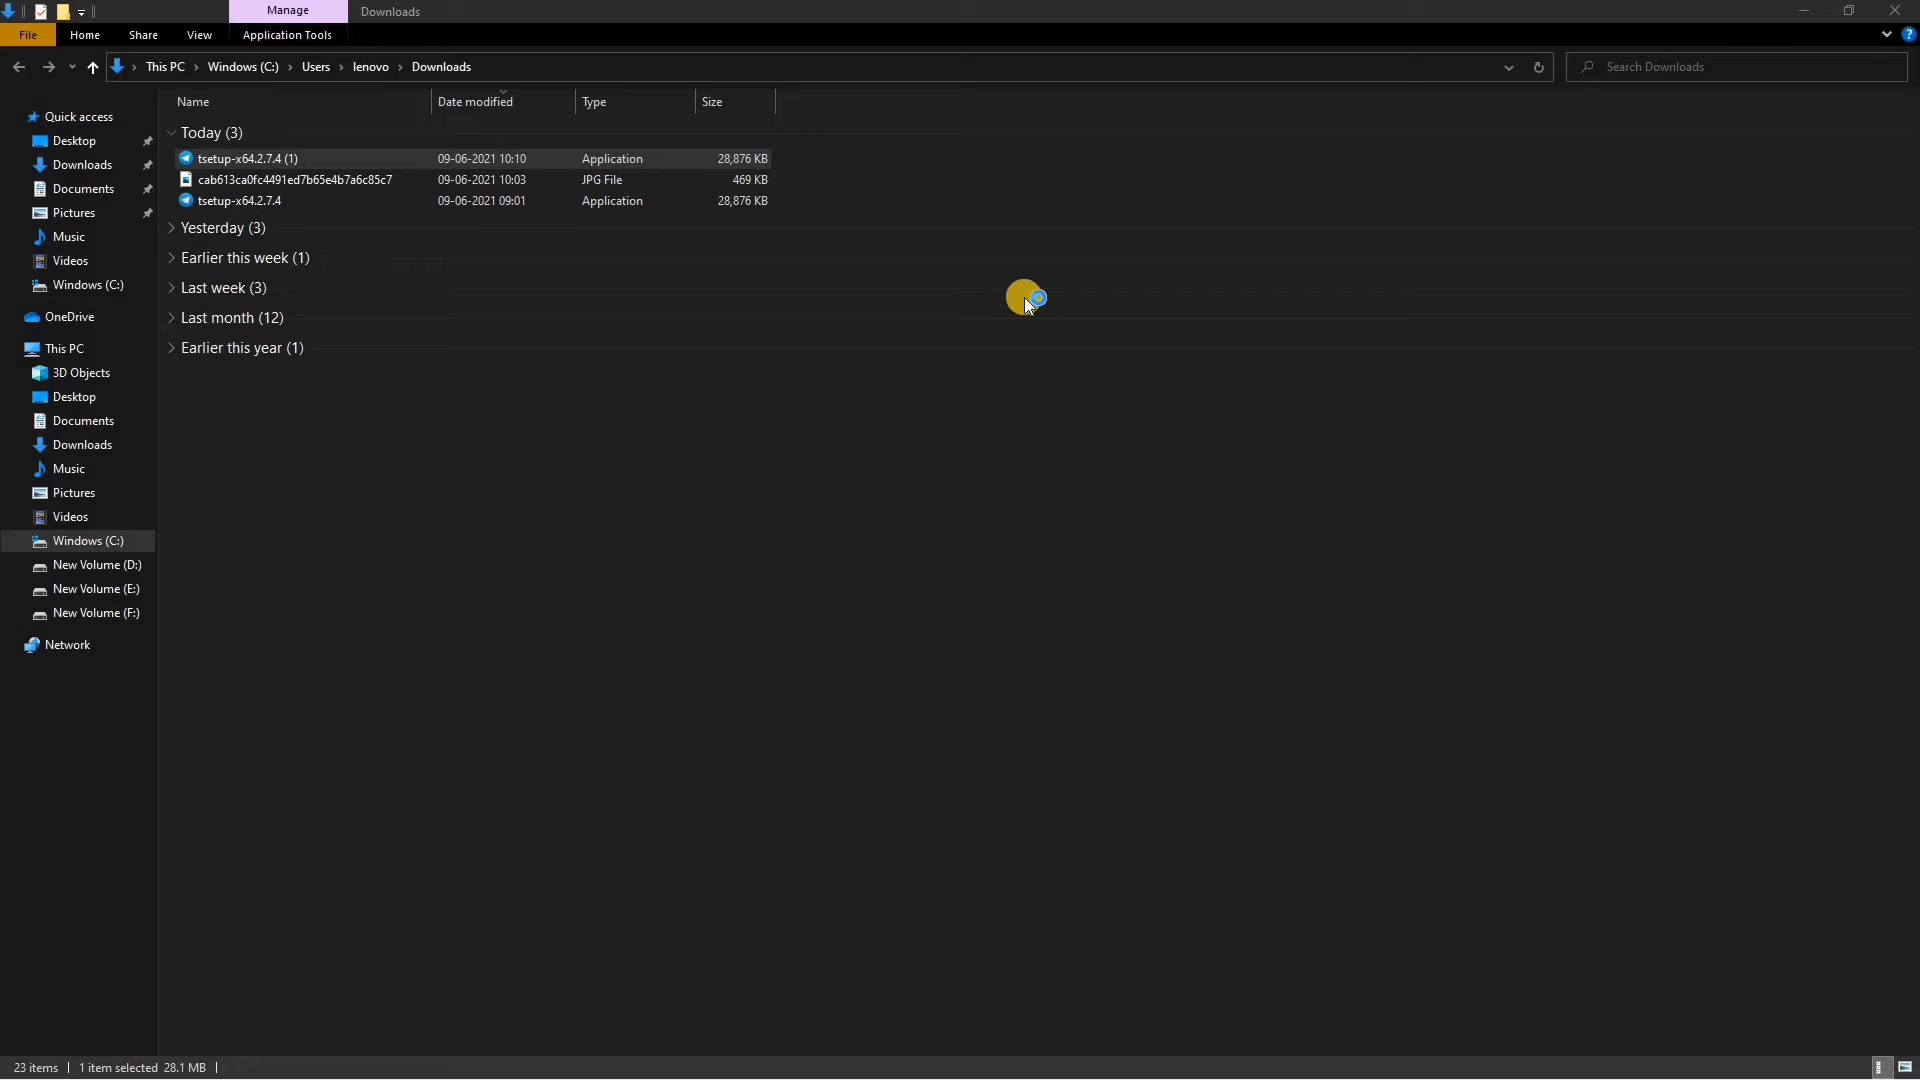 Manage
Downloads
File
Home
Share
View
Application Tools
?
This PC > Windows (C:) > Users > lenovo > Downloads
Search Downloads
Name
Date modified
Type
Size
Quick access
Desktop
Downloads
Documents
Pictures
Music
Videos
Windows (C:)
OneDrive
This PC
3D Objects
Desktop
Documents
Downloads
Music
Pictures
Videos
Windows (C:)
New Volume (D:)
New Volume (E:)
New Volume (F:)
Network
Today (3)
tsetup-x64.2.7.4 (1) 09-06-2021 10:10 Application 28,876 KB
cab613ca0fc4491ed7b65e4b7a6c85c7 09-06-2021 10:03 JPG File 469 KB
tsetup-x64.2.7.4 09-06-2021 09:01 Application 28,876 KB
Yesterday (3)
Earlier this week (1)
Last week (3)
Last month (12)
Earlier this year (1)
23 items | 1 item selected 28.1 MB |